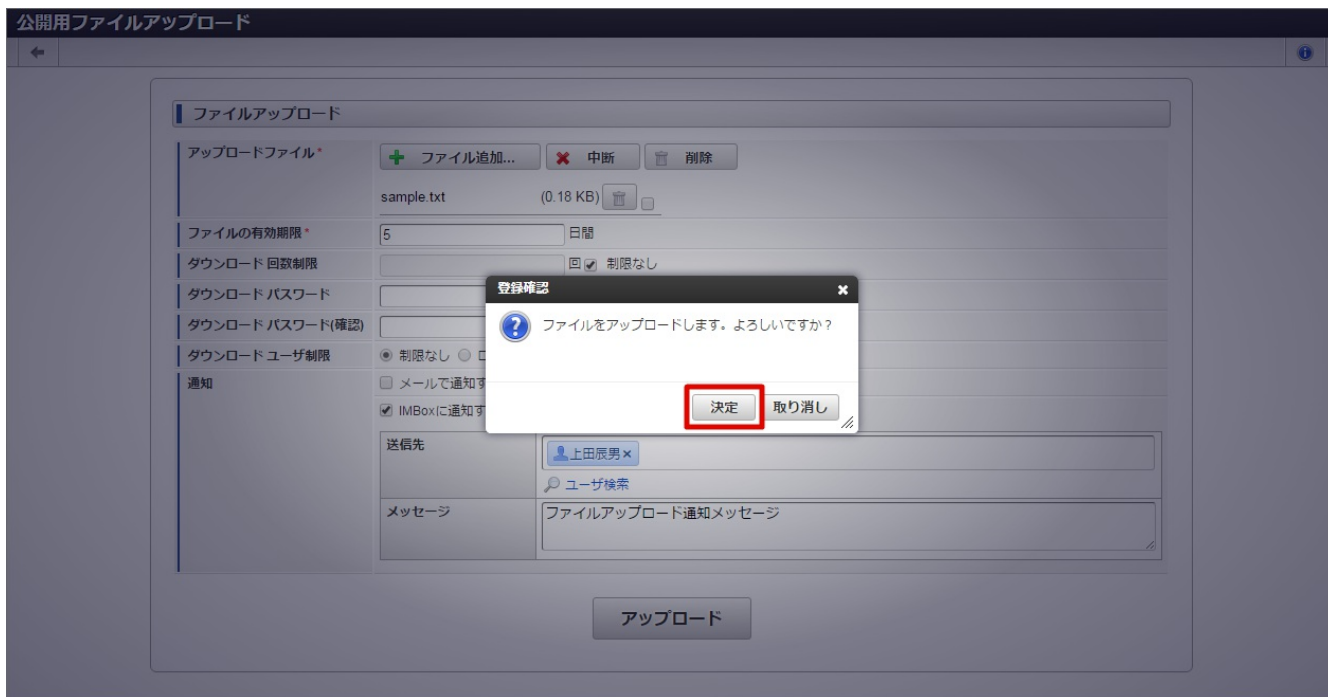 公開用ファイルアップロード
ファイルアップロード
アップロードファイル*
ファイル追加... 中断 削除
sample.txt (0.18 KB)
ファイルの有効期限* 5 日間
ダウンロード 回数制限 回 制限なし
ダウンロード パスワード
ダウンロード パスワード(確認)
ダウンロード ユーザ制限 制限なし
登録確認
ファイルをアップロードします。よろしいですか?
決定 取り消し
通知 メールで通知す
IMBoxに通知す
送信先 上田辰男×
ユーザ検索
メッセージ ファイルアップロード通知メッセージ
アップロード